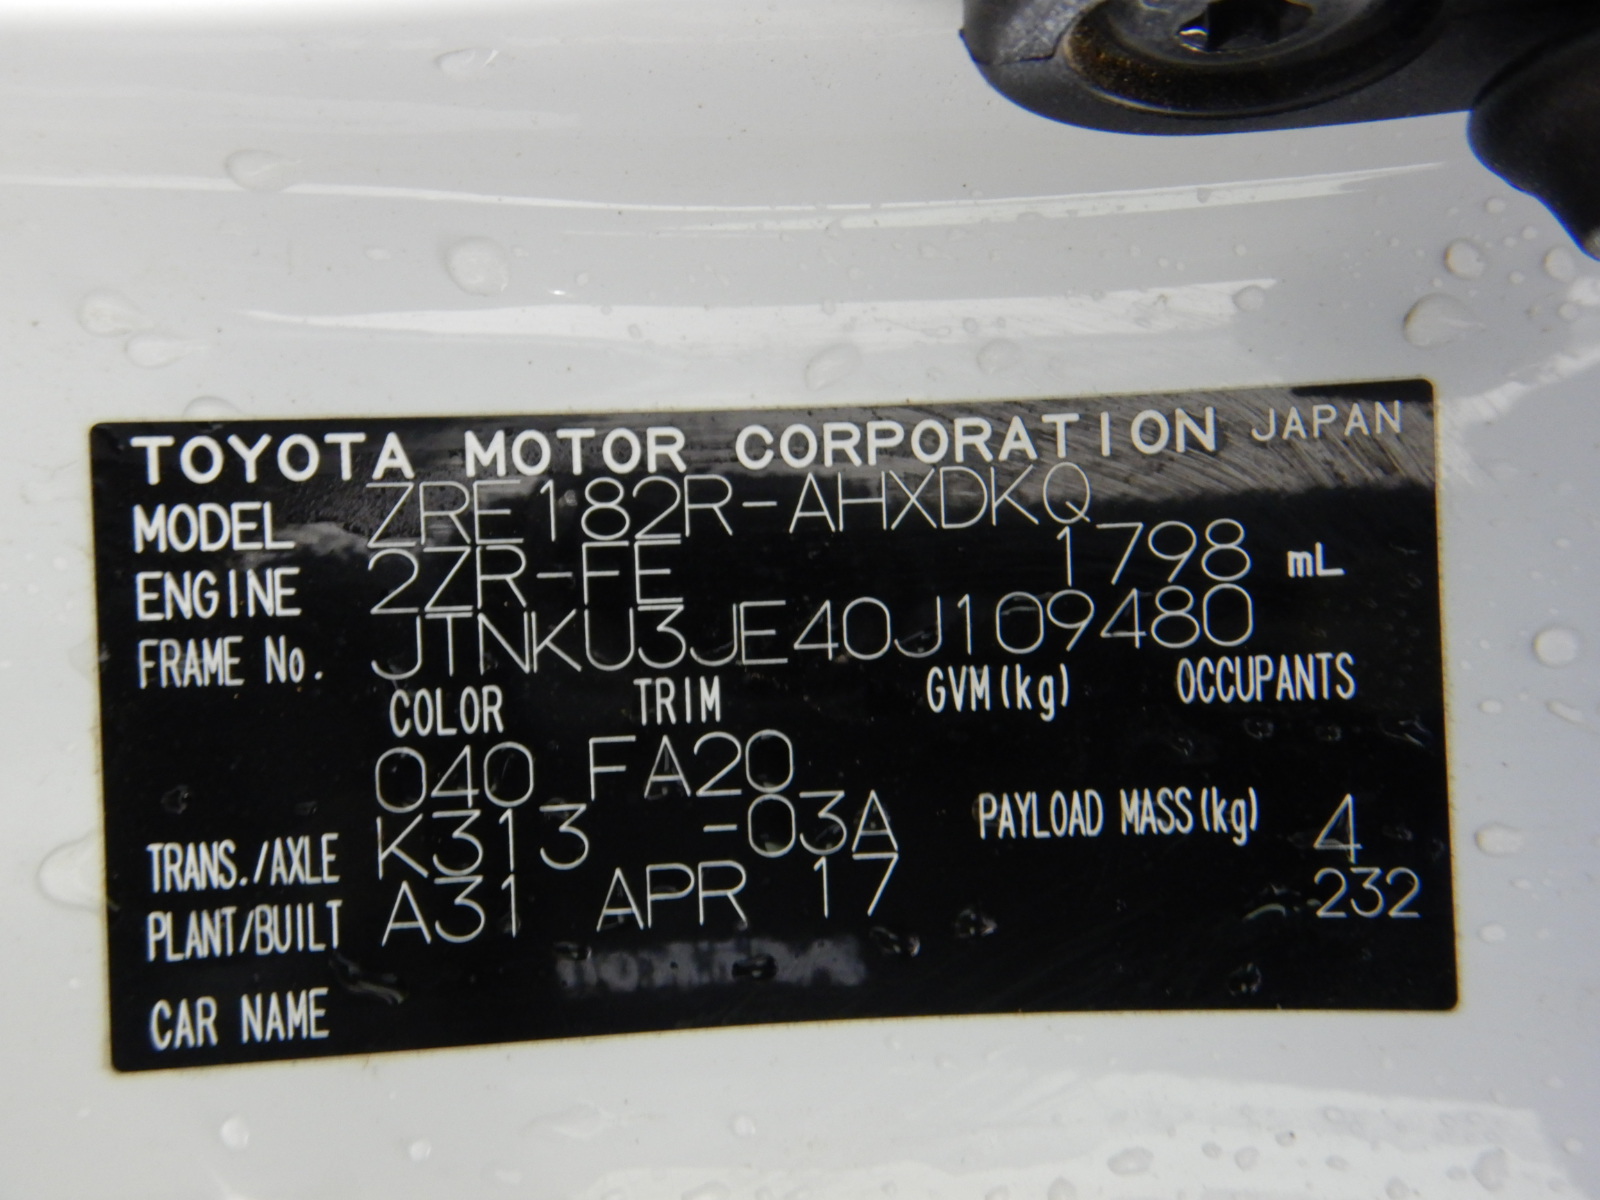 TOYOTA MOTOR CORPORATION JAPAN
MODEL ZRE182R-AHXDKQ
ENGINE 2ZR-FE 1798 mL
FRAME No. JTNKU3JE40J109480
COLOR TRIM GVM(kg) OCCUPANTS
040 FA20
TRANS./AXLE K313 -03A PAYLOAD MASS(kg) 4
PLANT/BUILT A31 APR 17 232
CAR NAME